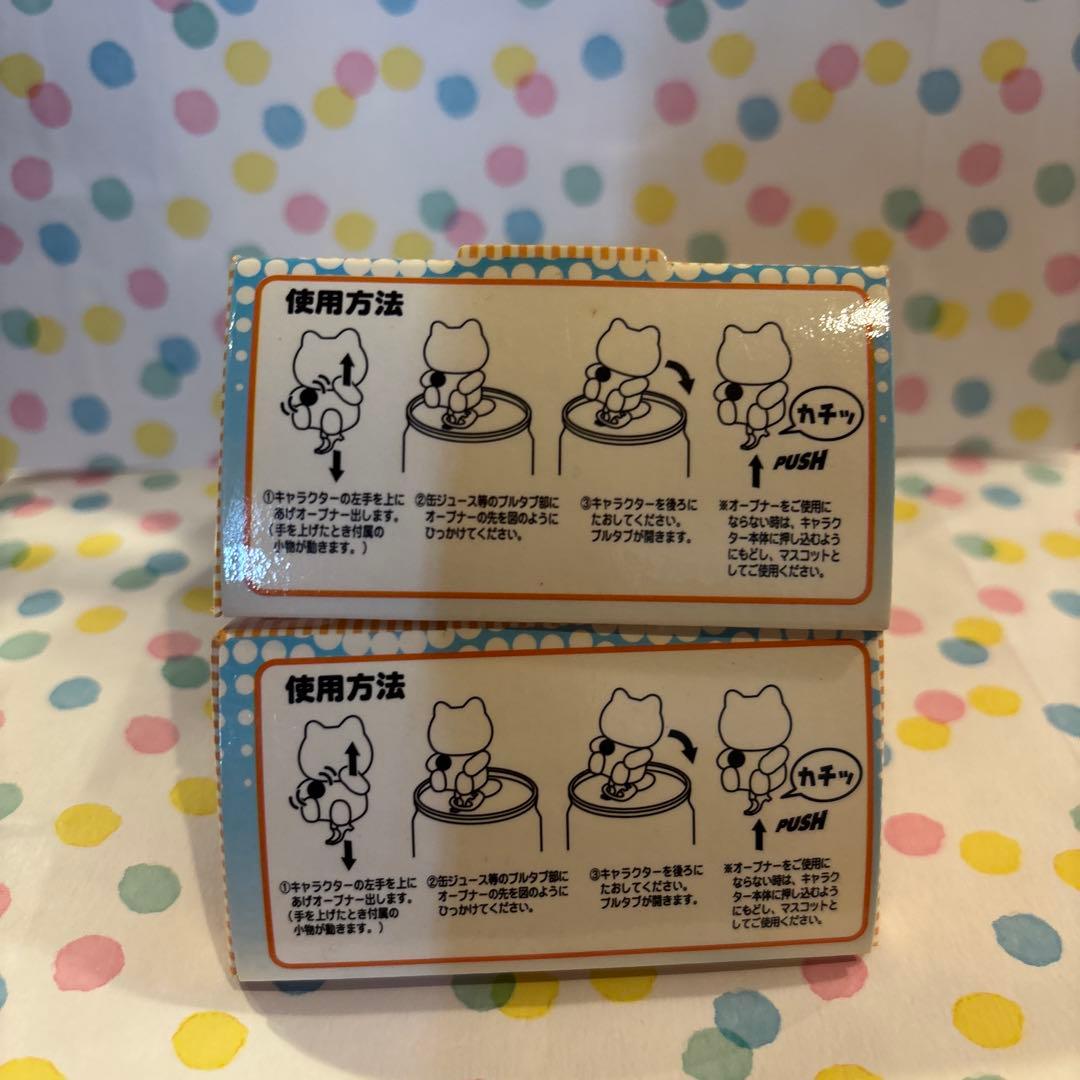 使用方法
カチッ
PUSH
①キャラクターの左手を上に
あげオープナー出します。
(手を上げたとき付属の
小物が動きます。)
②缶ジュース等のプルタブ部に
オープナーの先を図のように
ひっかけてください。
③キャラクターを後ろに
たおしてください。
プルタブが開きます。
※オープナーをご使用に
ならない時は、キャラク
ター本体に押し込むよう
にもどし、マスコットと
してご使用ください。
使用方法
カチッ
PUSH
①キャラクターの左手を上に
あげオープナー出します。
(手を上げたとき付属の
小物が動きます。)
②缶ジュース等のプルタブ部に
オープナーの先を図のように
ひっかけてください。
③キャラクターを後ろに
たおしてください。
プルタブが開きます。
※オープナーをご使用に
ならない時は、キャラク
ター本体に押し込むよう
にもどし、マスコットと
してご使用ください。